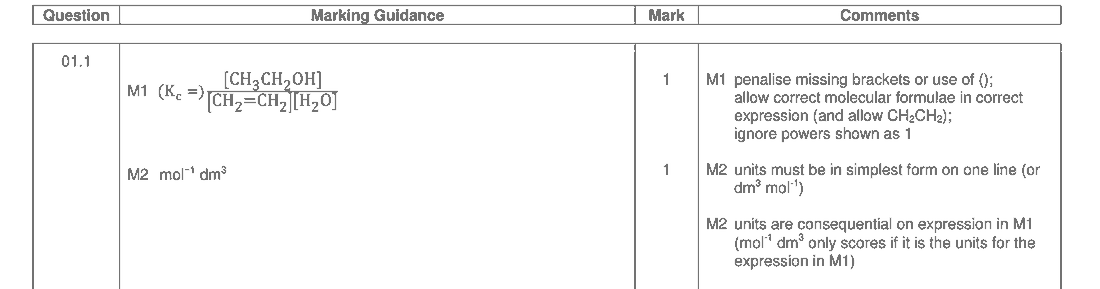 Question Marking Guidance Mark Comments
01.1
M1 (K꜀ =) [CH₃CH₂OH] / [CH₂=CH₂][H₂O]
1
M1 penalise missing brackets or use of ();
allow correct molecular formulae in correct
expression (and allow CH₂CH₂);
ignore powers shown as 1
M2 mol⁻¹ dm³
1
M2 units must be in simplest form on one line (or
dm³ mol⁻¹)
M2 units are consequential on expression in M1
(mol⁻¹ dm³ only scores if it is the units for the
expression in M1)